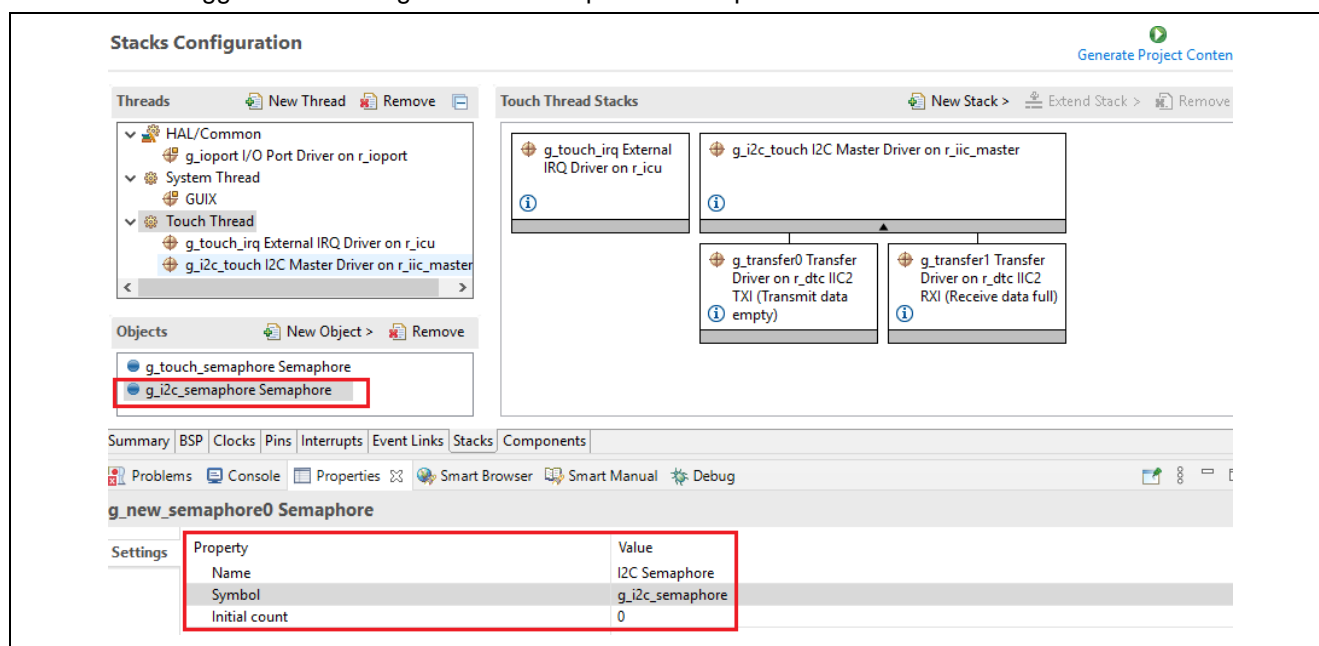 Stacks Configuration
Generate Project Conten
Threads New Thread Remove
HAL/Common
g_ioport I/O Port Driver on r_ioport
System Thread
GUIX
Touch Thread
g_touch_irq External IRQ Driver on r_icu
g_i2c_touch I2C Master Driver on r_iic_master
Objects New Object > Remove
g_touch_semaphore Semaphore
g_i2c_semaphore Semaphore
Touch Thread Stacks New Stack > Extend Stack > Remove
g_touch_irq External
IRQ Driver on r_icu
g_i2c_touch I2C Master Driver on r_iic_master
g_transfer0 Transfer
Driver on r_dtc IIC2
TXI (Transmit data
empty)
g_transfer1 Transfer
Driver on r_dtc IIC2
RXI (Receive data full)
Summary BSP Clocks Pins Interrupts Event Links Stacks Components
Problems Console Properties Smart Browser Smart Manual Debug
g_new_semaphore0 Semaphore
Settings Property Value
Name I2C Semaphore
Symbol g_i2c_semaphore
Initial count 0